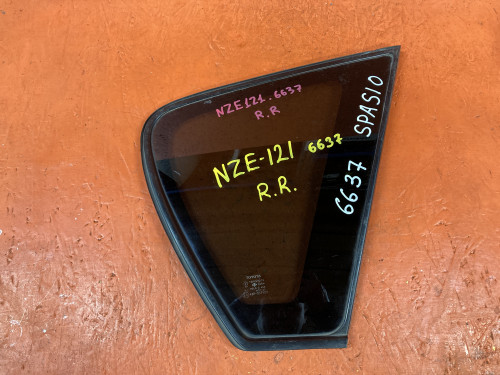 NZE121.6637
R.R
NZE-121 6637
R.R.
6637 SPASIO